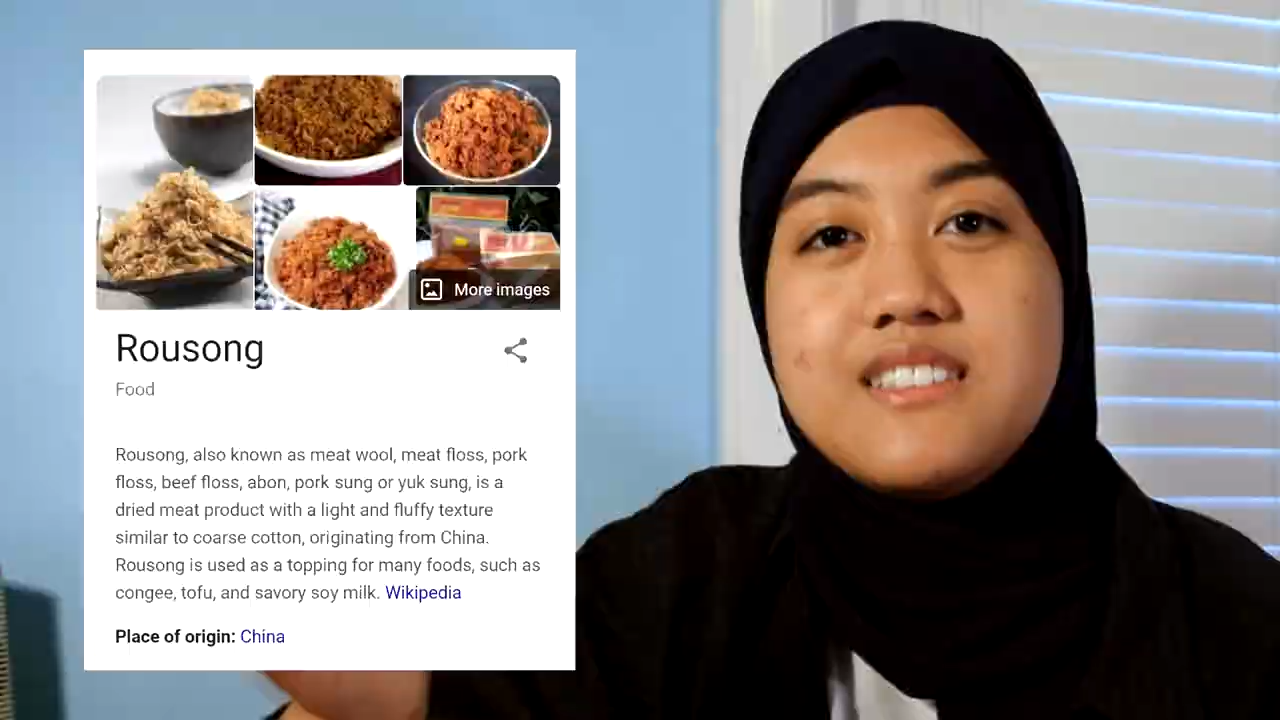 More images
Rousong
Food
Rousong, also known as meat wool, meat floss, pork
floss, beef floss, abon, pork sung or yuk sung, is a
dried meat product with a light and fluffy texture
similar to coarse cotton, originating from China.
Rousong is used as a topping for many foods, such as
congee, tofu, and savory soy milk. Wikipedia
Place of origin: China